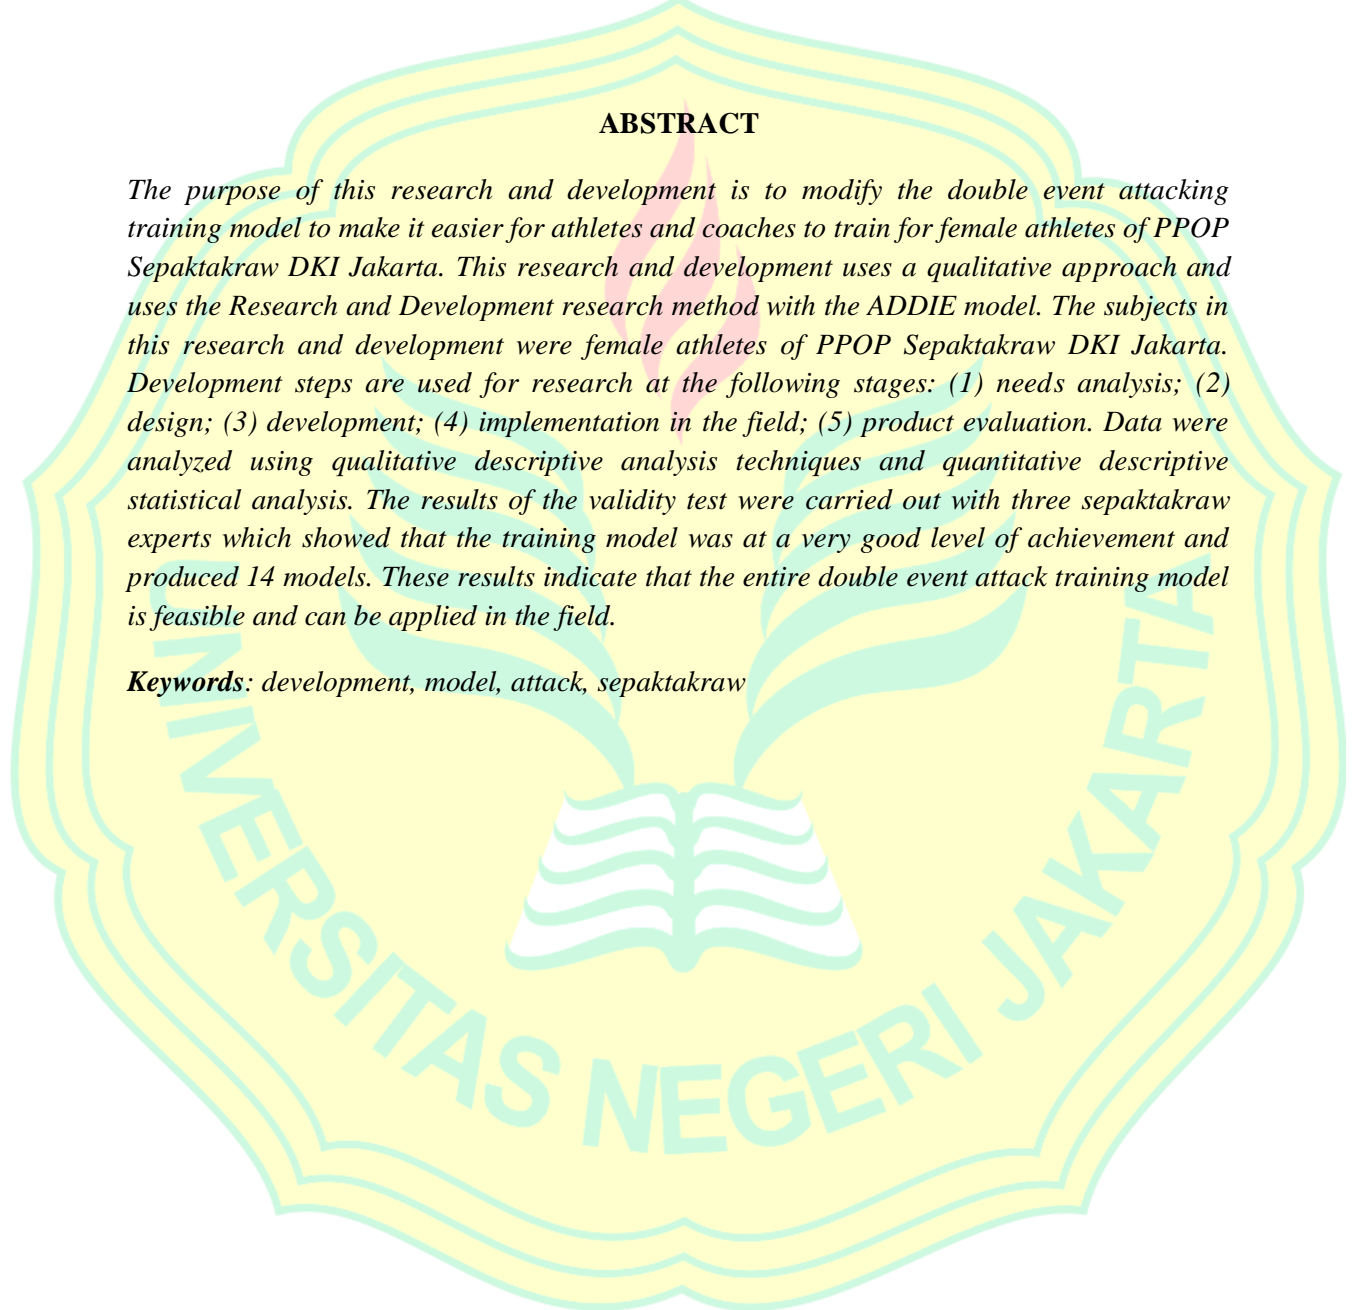 ABSTRACT
The purpose of this research and development is to modify the double event attacking
training model to make it easier for athletes and coaches to train for female athletes of PPOP
Sepaktakraw DKI Jakarta. This research and development uses a qualitative approach and
uses the Research and Development research method with the ADDIE model. The subjects in
this research and development were female athletes of PPOP Sepaktakraw DKI Jakarta.
Development steps are used for research at the following stages: (1) needs analysis; (2)
design; (3) development; (4) implementation in the field; (5) product evaluation. Data were
analyzed using qualitative descriptive analysis techniques and quantitative descriptive
statistical analysis. The results of the validity test were carried out with three sepaktakraw
experts which showed that the training model was at a very good level of achievement and
produced 14 models. These results indicate that the entire double event attack training model
is feasible and can be applied in the field.
Keywords: development, model, attack, sepaktakraw
UNIVERSITAS NEGERI JAKARTA